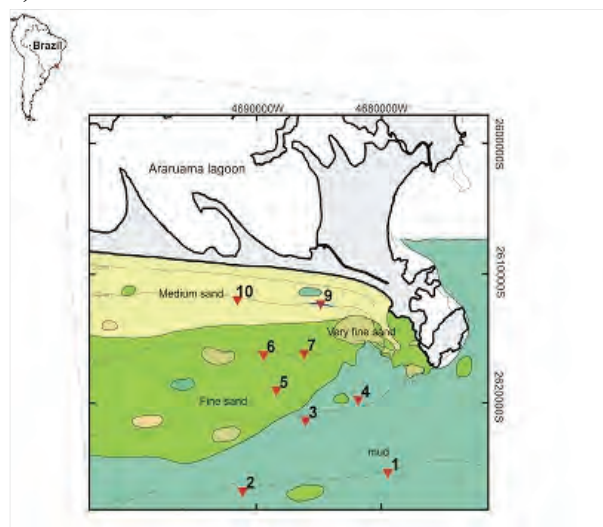 Brazil
4690000W
4680000W
2600000S
Araruama lagoon
2610000S
Medium sand
10
9
Very fine sand
6
7
5
4
2620000S
Fine sand
3
mud
1
2